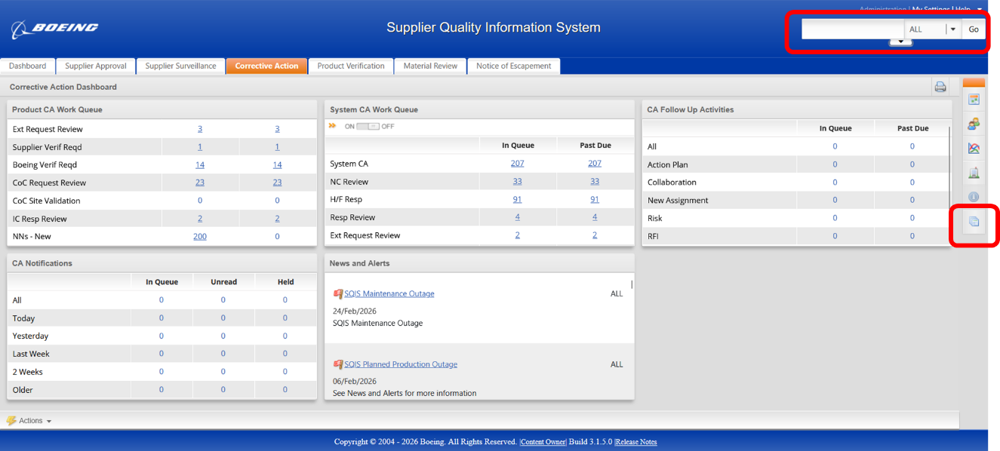 Administration | My Settings | Help
BOEING
Supplier Quality Information System
ALL Go
Dashboard Supplier Approval Supplier Surveillance Corrective Action Product Verification Material Review Notice of Escapement
Corrective Action Dashboard
Product CA Work Queue
Ext Request Review 3 3
Supplier Verif Reqd 1 1
Boeing Verif Reqd 14 14
CoC Request Review 23 23
CoC Site Validation 0 0
IC Resp Review 2 2
NNs - New 200 0
System CA Work Queue
ON OFF
In Queue Past Due
System CA 207 207
NC Review 33 33
H/F Resp 91 91
Resp Review 4 4
Ext Request Review 2 2
CA Follow Up Activities
In Queue Past Due
All 0 0
Action Plan 0 0
Collaboration 0 0
New Assignment 0 0
Risk 0 0
RFI 0 0
CA Notifications
In Queue Unread Held
All 0 0 0
Today 0 0 0
Yesterday 0 0 0
Last Week 0 0 0
2 Weeks 0 0 0
Older 0 0 0
News and Alerts
SQIS Maintenance Outage ALL
24/Feb/2026
SQIS Maintenance Outage
SQIS Planned Production Outage ALL
06/Feb/2026
See News and Alerts for more information
Actions
Copyright © 2004 - 2026 Boeing. All Rights Reserved. |Content Owner| Build 3.1.5.0 |Release Notes